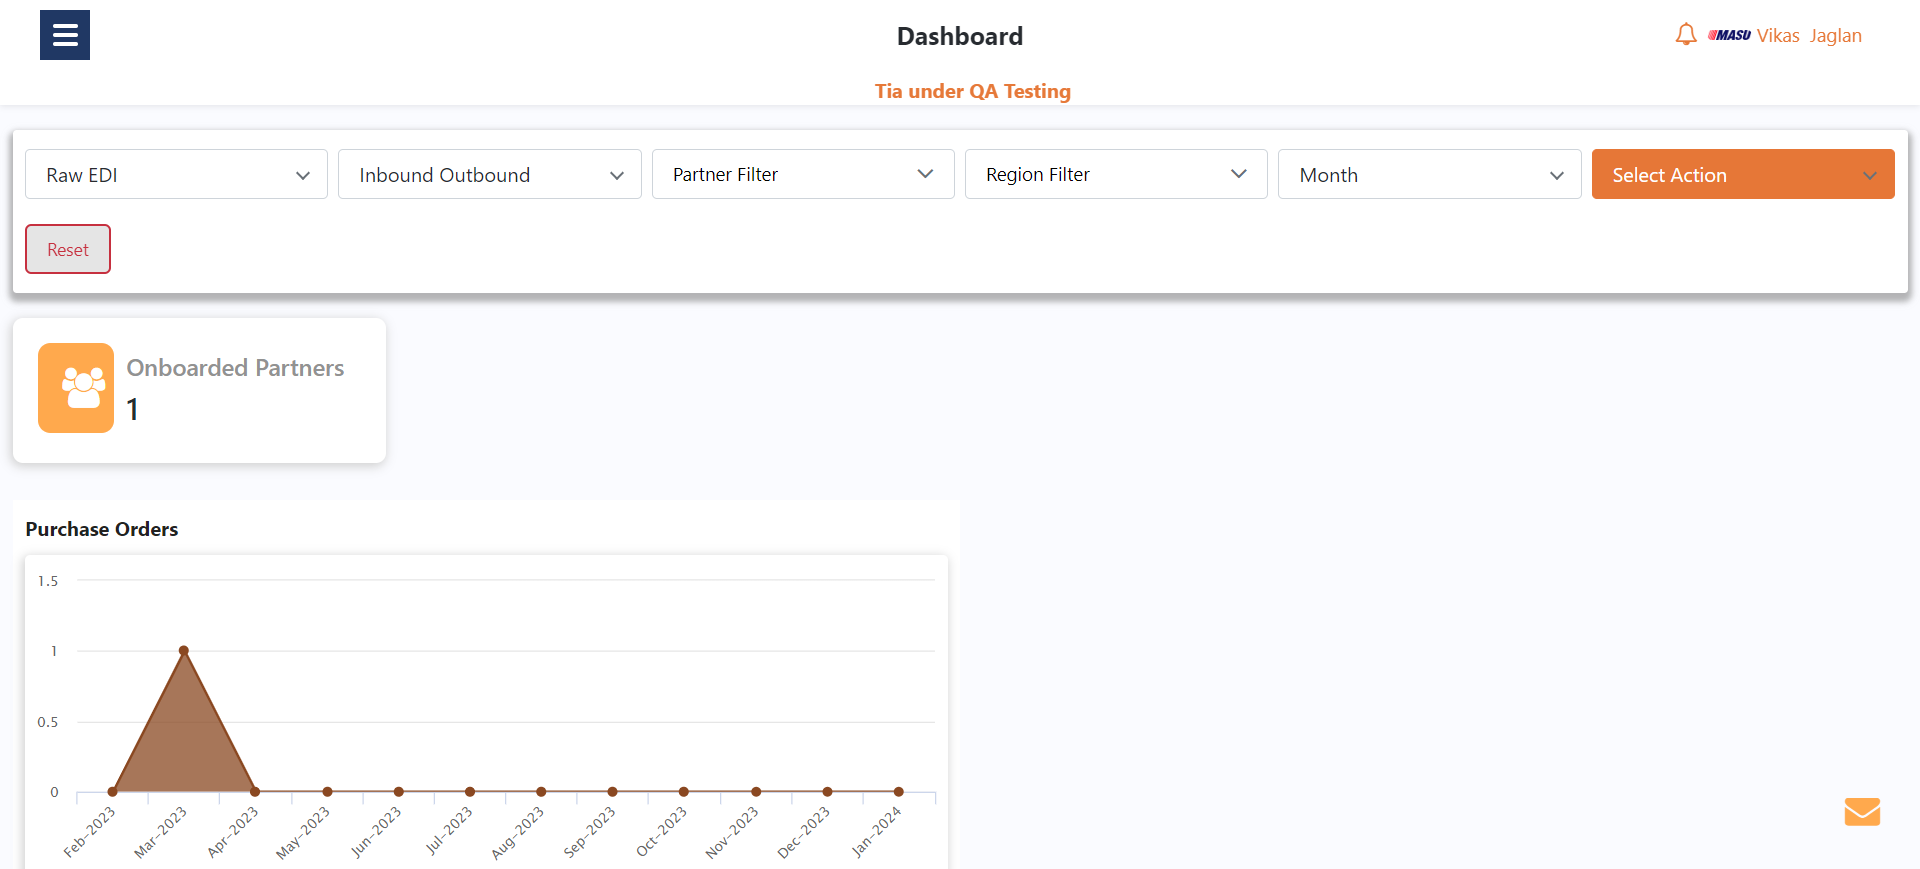 Dashboard
MASU Vikas Jaglan
Tia under QA Testing
Raw EDI
Inbound Outbound
Partner Filter
Region Filter
Month
Select Action
Reset
Onboarded Partners
1
Purchase Orders
1.5
1
0.5
0
Feb-2023
Mar-2023
Apr-2023
May-2023
Jun-2023
Jul-2023
Aug-2023
Sep-2023
Oct-2023
Nov-2023
Dec-2023
Jan-2024